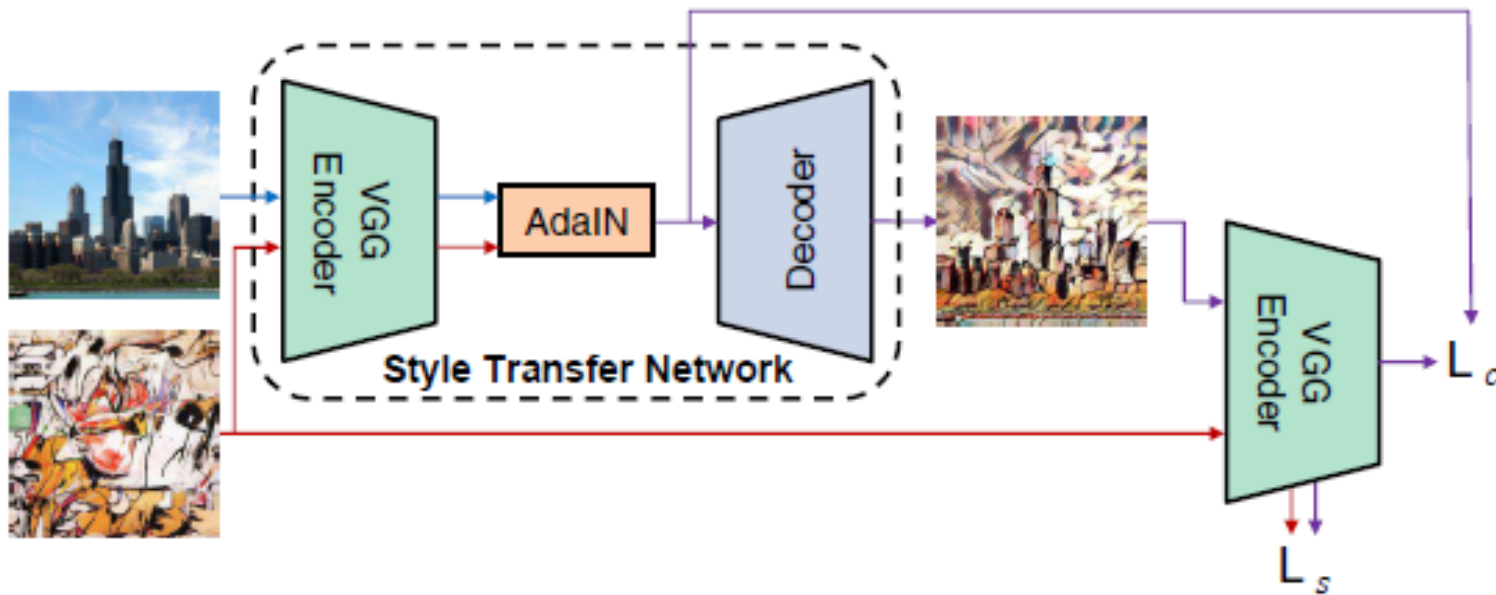 VGG
Encoder
AdaIN
Decoder
Style Transfer Network
VGG
Encoder
L c
L s